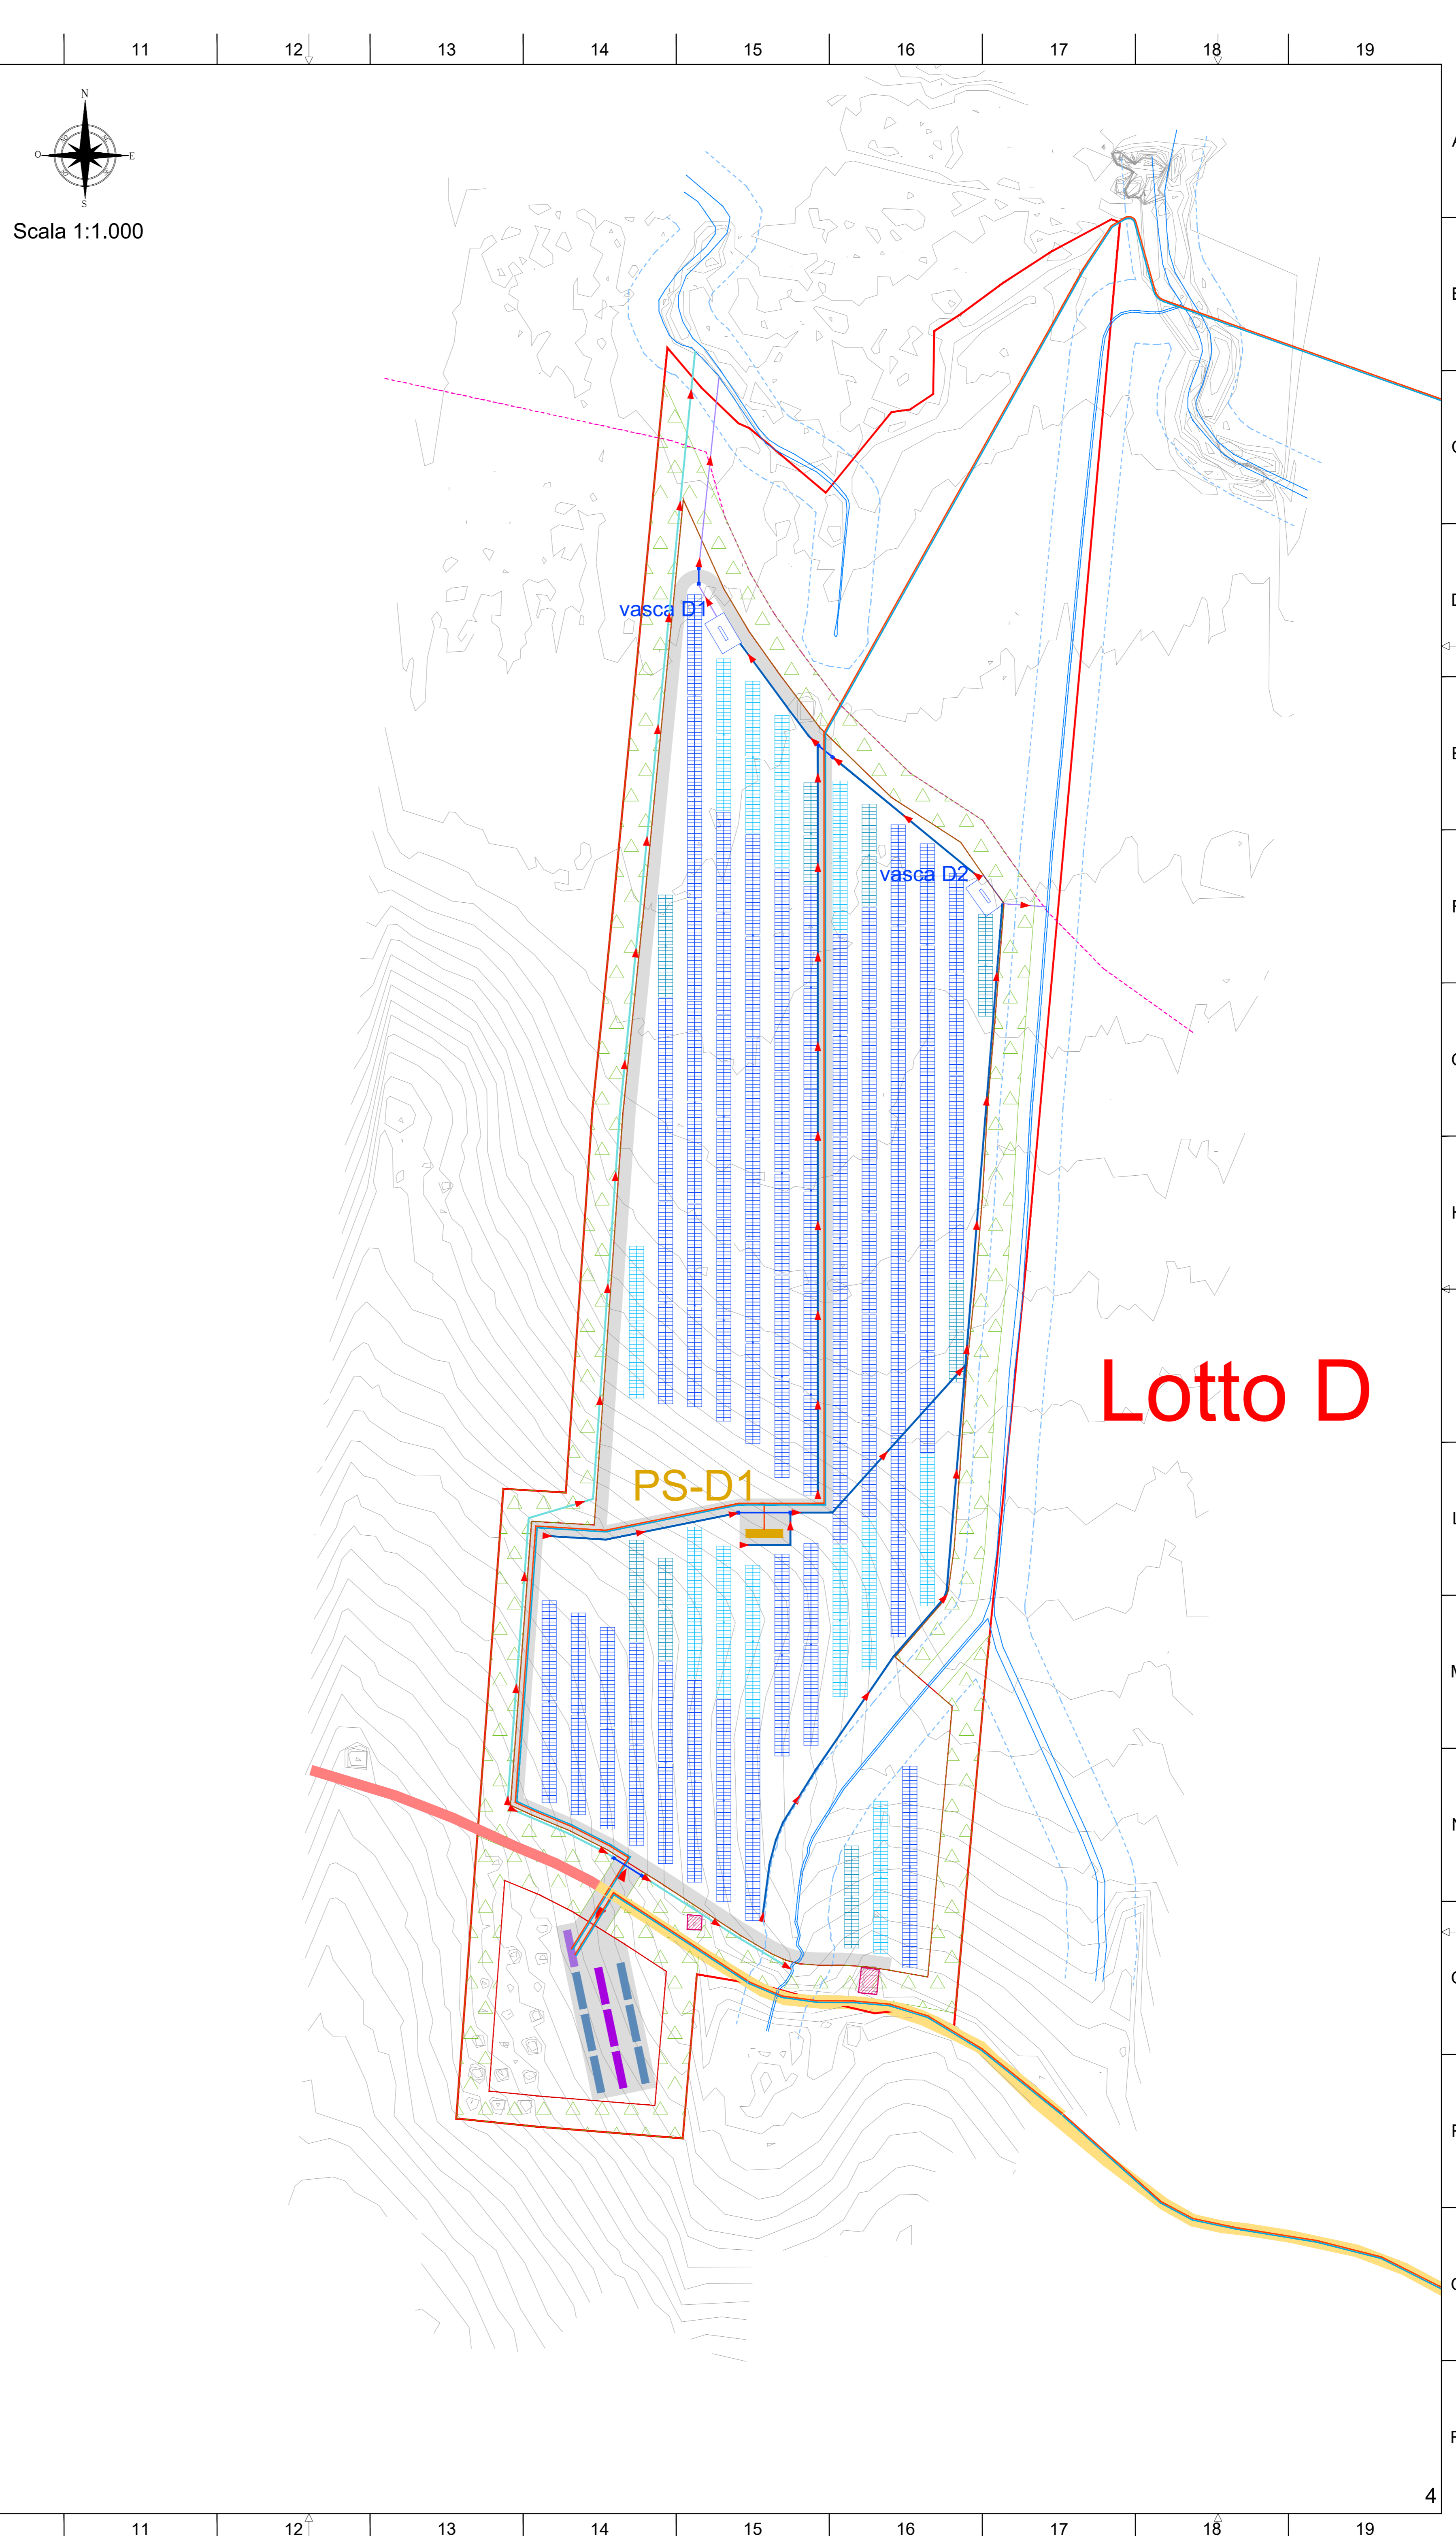 11 12 13 14 15 16 17 18 19
N
O E
S
Scala 1:1.000
A
B
C
vasca D1
D
E
vasca D2
F
G
H
Lotto D
PS-D1
L
M
N
O
P
Q
4
11 12 13 14 15 16 17 18 19